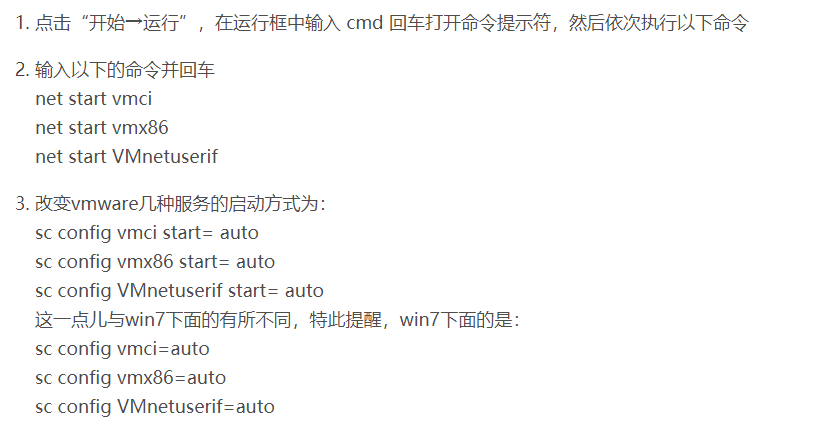 1. 点击“开始→运行”，在运行框中输入 cmd 回车打开命令提示符，然后依次执行以下命令
2. 输入以下的命令并回车
net start vmci
net start vmx86
net start VMnetuserif
3. 改变vmware几种服务的启动方式为：
sc config vmci start= auto
sc config vmx86 start= auto
sc config VMnetuserif start= auto
这一点儿与win7下面的有所不同，特此提醒，win7下面的是：
sc config vmci=auto
sc config vmx86=auto
sc config VMnetuserif=auto